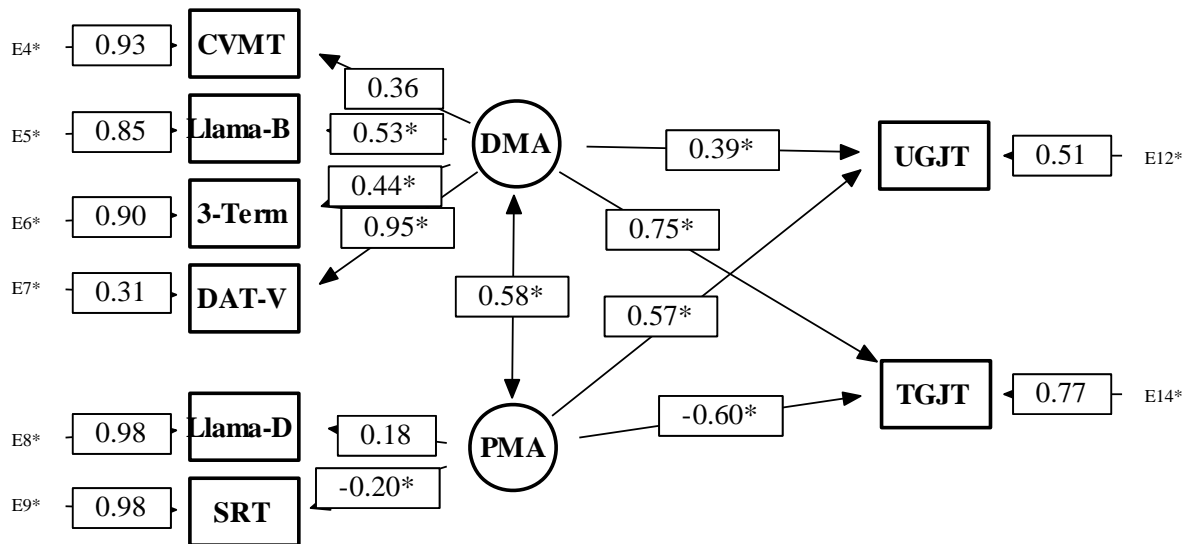 E4* 0.93 CVMT
0.36
E5* 0.85 Llama-B
0.53*
DMA
0.39*
UGJT 0.51 E12*
E6* 0.90 3-Term
0.44*
0.95*
0.75*
E7* 0.31 DAT-V
0.58*
0.57*
E8* 0.98 Llama-D
0.18
PMA
-0.60*
TGJT 0.77 E14*
E9* 0.98 SRT
-0.20*